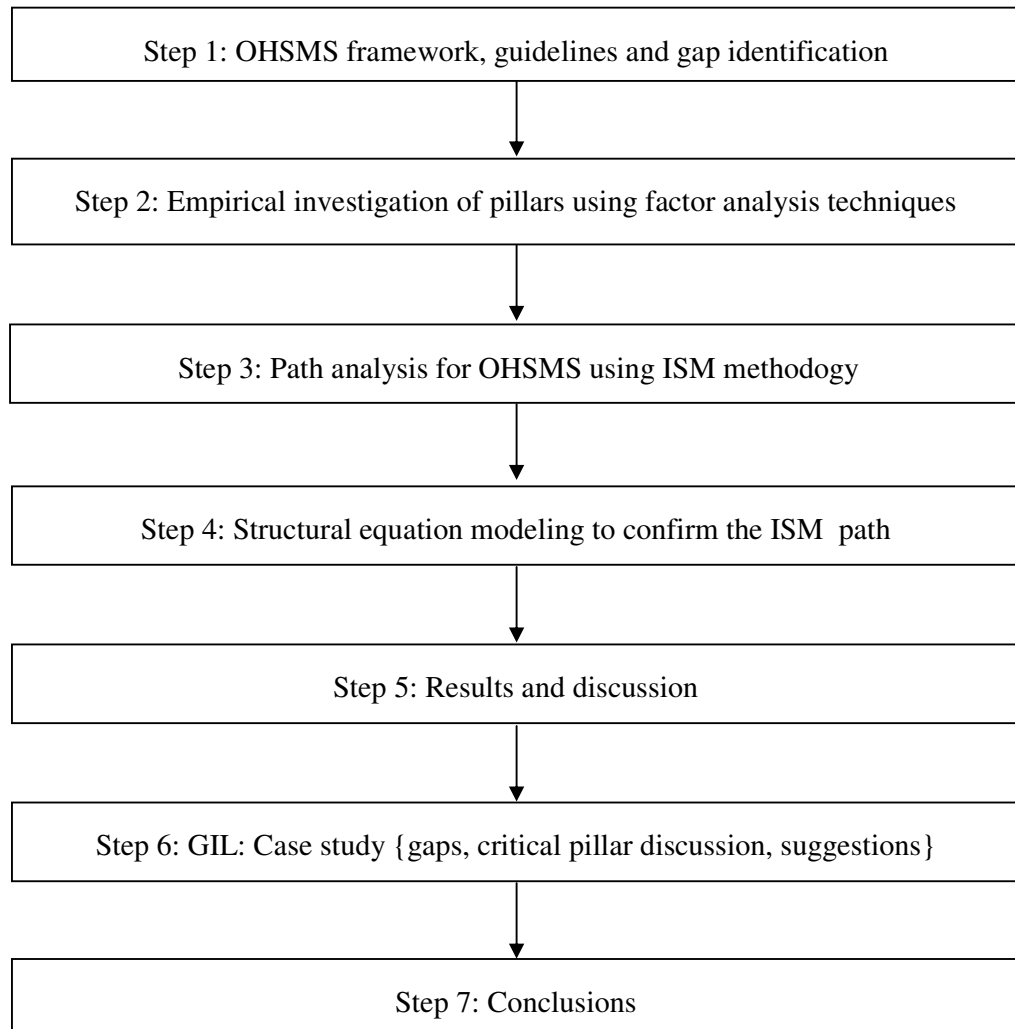 Step 1: OHSMS framework, guidelines and gap identification
Step 2: Empirical investigation of pillars using factor analysis techniques
Step 3: Path analysis for OHSMS using ISM methodogy
Step 4: Structural equation modeling to confirm the ISM path
Step 5: Results and discussion
Step 6: GIL: Case study {gaps, critical pillar discussion, suggestions}
Step 7: Conclusions